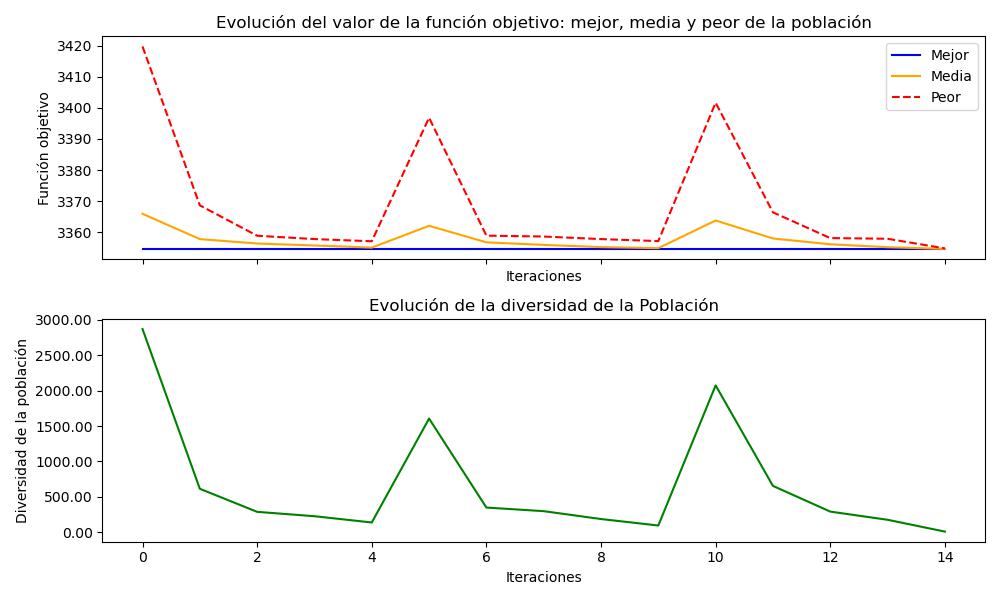 Evolución del valor de la función objetivo: mejor, media y peor de la población
3420
3410
3400
3390
3380
3370
3360
Función objetivo
Mejor
Media
Peor
Iteraciones
Evolución de la diversidad de la Población
3000.00
2500.00
2000.00
1500.00
1000.00
500.00
0.00
Diversidad de la población
0 2 4 6 8 10 12 14
Iteraciones